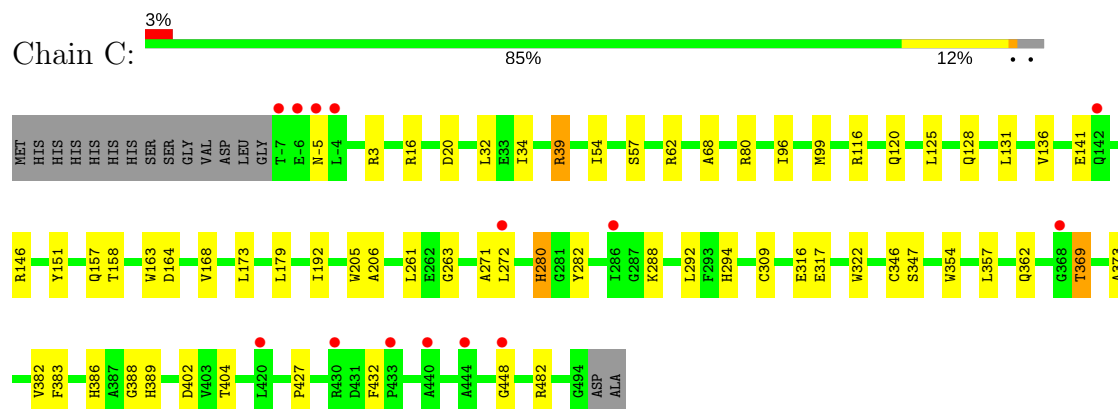 3%
Chain C:
85% 12% • •
MET HIS HIS HIS HIS HIS HIS SER SER GLY VAL ASP LEU GLY T-7 E-6 N-5 L-4 R3 R16 D20 L32 E33 I34 R39 I54 S57 R62 A68 R80 I96 M99 R116 Q120 L125 Q128 L131 V136 E141 Q142
R146 Y151 Q157 T158 W163 D164 V168 L173 L179 I192 W205 A206 L261 E262 G263 A271 L272 H280 G281 Y282 I286 G287 K288 L292 F293 H294 C309 E316 E317 W322 C346 S347 W354 L357 Q362 G368 T369 A373
V382 F383 H386 A387 G388 H389 D402 V403 T404 L420 P427 R430 D431 F432 P433 A440 A444 G448 R482 G494 ASP ALA